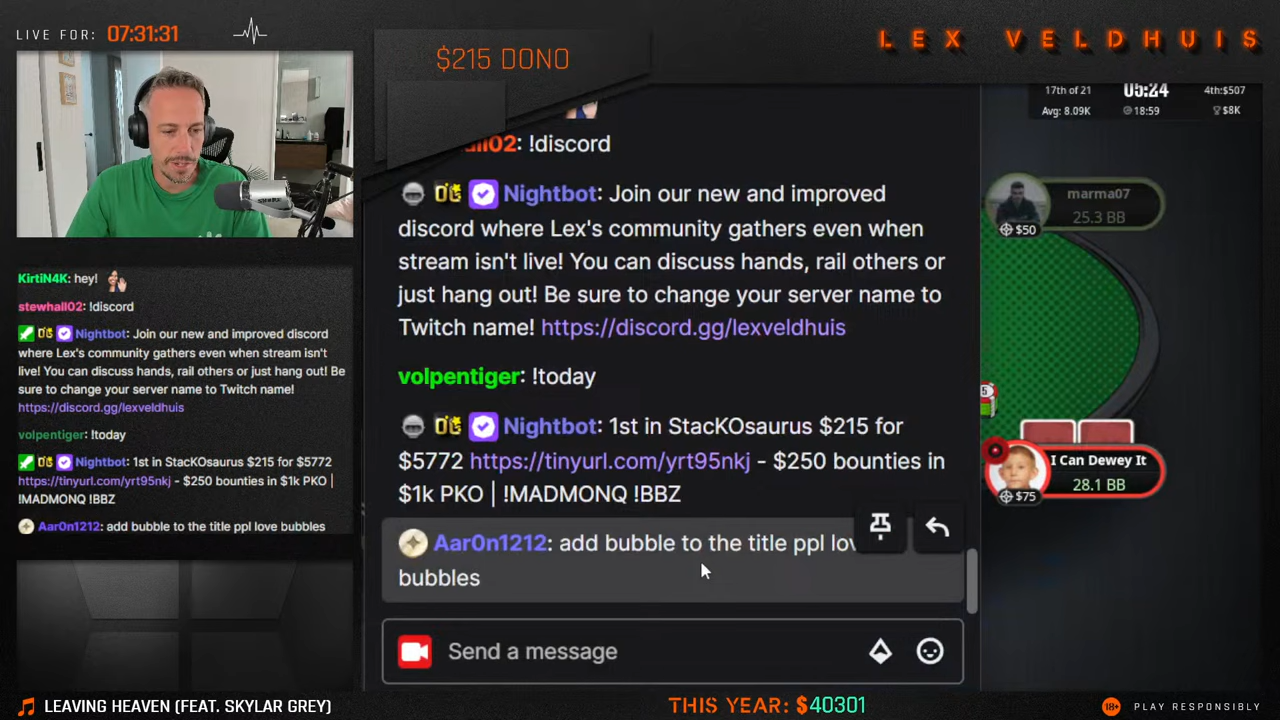 LIVE FOR: 07:31:31
$215 DONO
LEX VELDHUIS
17th of 21
05:24
4th:$507
Avg: 8.09K
18:59
$8K
marma07
25.3 BB
$50
I Can Dewey It
28.1 BB
$75
!discord
Nightbot: Join our new and improved
discord where Lex's community gathers even when
stream isn't live! You can discuss hands, rail others or
just hang out! Be sure to change your server name to
Twitch name! https://discord.gg/lexveldhuis
volpentiger: !today
Nightbot: 1st in StacKOsaurus $215 for
$5772 https://tinyurl.com/yrt95nkj - $250 bounties in
$1k PKO | !MADMONQ !BBZ
Aar0n1212: add bubble to the title ppl
bubbles
Send a message
KirtiN4K: hey!
stewhall02: !discord
Nightbot: Join our new and improved discord
where Lex's community gathers even when stream isn't
live! You can discuss hands, rail others or just hang out! Be
sure to change your server name to Twitch name!
https://discord.gg/lexveldhuis
volpentiger: !today
Nightbot: 1st in StacKOsaurus $215 for $5772
https://tinyurl.com/yrt95nkj - $250 bounties in $1k PKO |
!MADMONQ !BBZ
Aar0n1212: add bubble to the title ppl love bubbles
LEAVING HEAVEN (FEAT. SKYLAR GREY)
THIS YEAR: $40301
18+ PLAY RESPONSIBLY